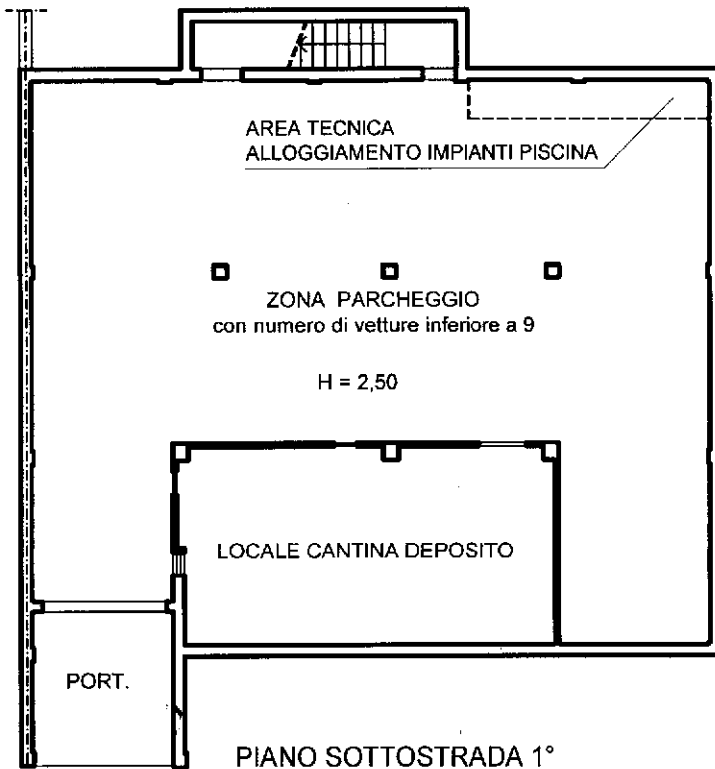 AREA TECNICA
ALLOGGIAMENTO IMPIANTI PISCINA
ZONA PARCHEGGIO
con numero di vetture inferiore a 9
H = 2,50
LOCALE CANTINA DEPOSITO
PORT.
PIANO SOTTOSTRADA 1°